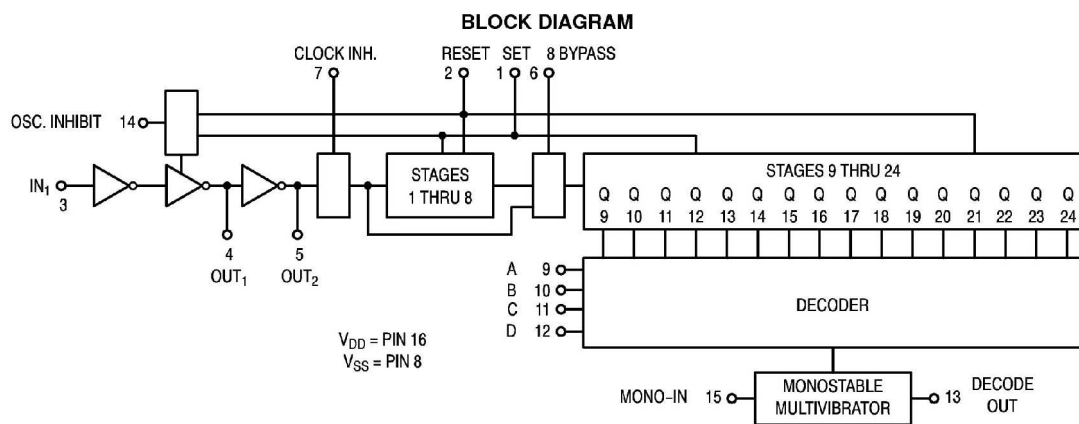 BLOCK DIAGRAM
CLOCK INH. RESET SET 8 BYPASS
7 2 1 6
OSC. INHIBIT 14
STAGES 9 THRU 24
STAGES
1 THRU 8
IN1
3
Q Q Q Q Q Q Q Q Q Q Q Q Q Q Q Q
9 10 11 12 13 14 15 16 17 18 19 20 21 22 23 24
4 5
OUT1 OUT2
A 9
B 10
C 11
D 12
DECODER
VDD = PIN 16
VSS = PIN 8
MONO–IN 15
MONOSTABLE
MULTIVIBRATOR
13 DECODE
OUT